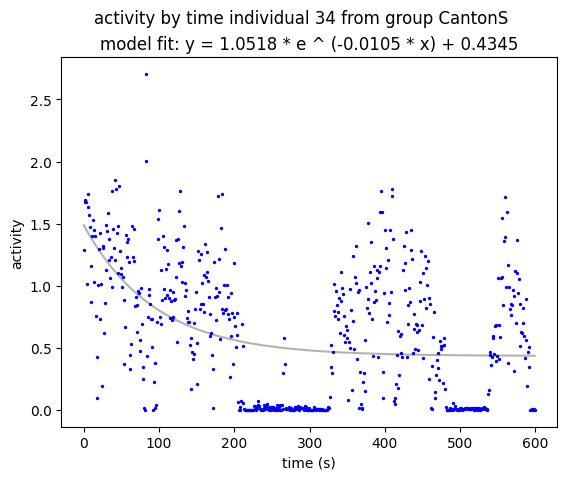 activity by time individual 34 from group CantonS
model fit: y = 1.0518 * e ^ (-0.0105 * x) + 0.4345
2.5
2.0
1.5
1.0
0.5
0.0
activity
0 100 200 300 400 500 600
time (s)